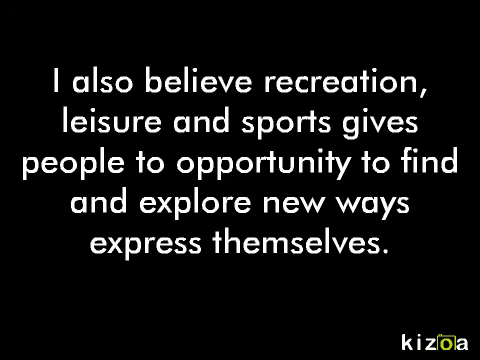 I also believe recreation,
leisure and sports gives
people to opportunity to find
and explore new ways
express themselves.
kizoa